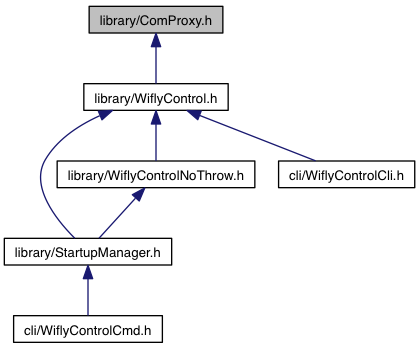 library/ComProxy.h
library/WiflyControl.h
library/WiflyControlNoThrow.h
cli/WiflyControlCli.h
library/StartupManager.h
cli/WiflyControlCmd.h